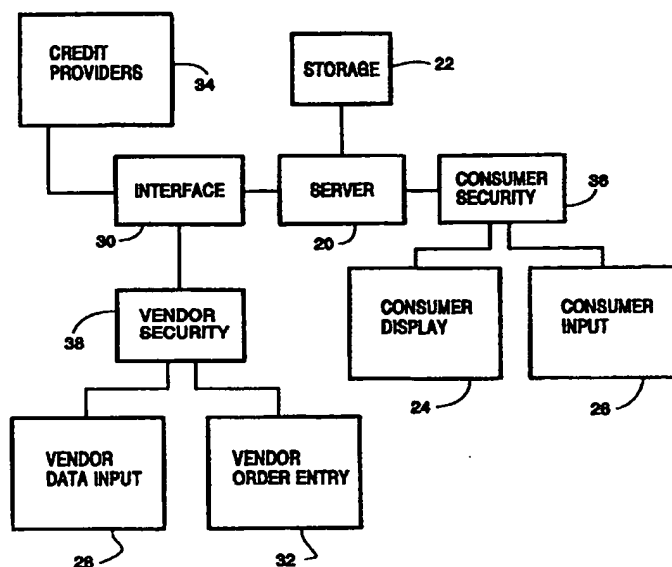 CREDIT
PROVIDERS
34
STORAGE
22
INTERFACE
30
SERVER
20
CONSUMER
SECURITY
36
VENDOR
SECURITY
38
CONSUMER
DISPLAY
24
CONSUMER
INPUT
26
VENDOR
DATA INPUT
28
VENDOR
ORDER ENTRY
32